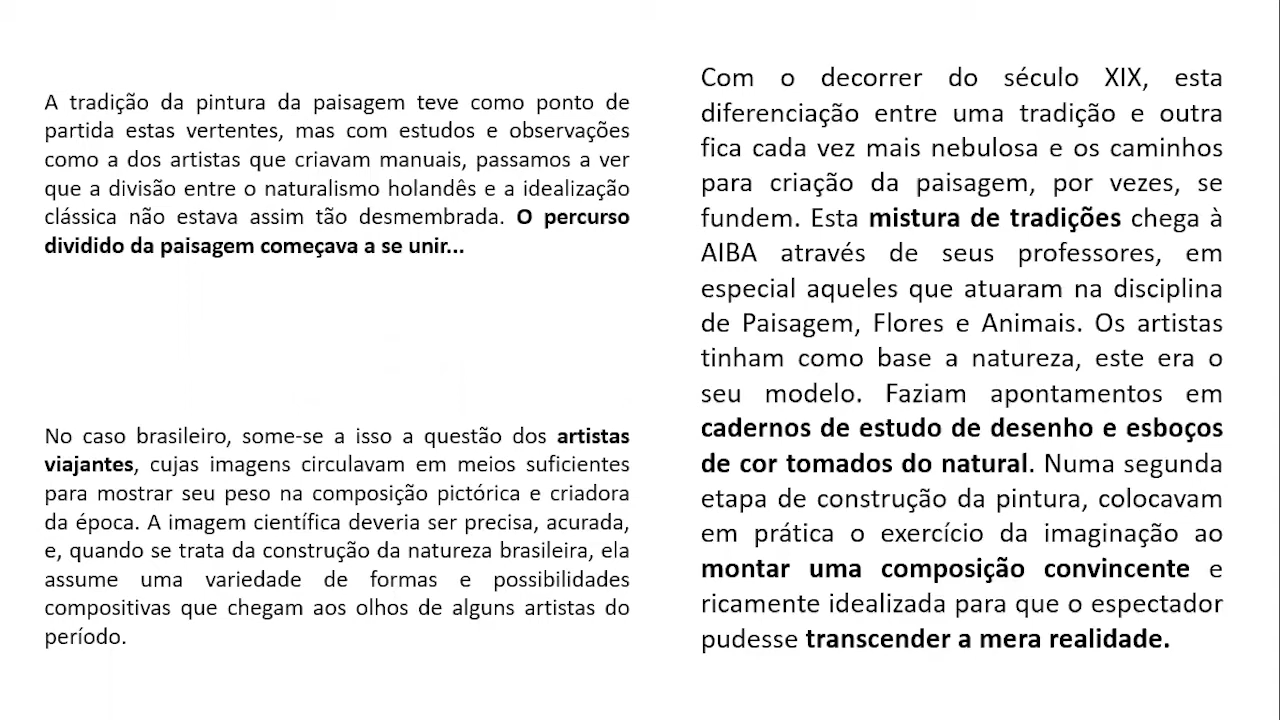 A tradição da pintura da paisagem teve como ponto de
partida estas vertentes, mas com estudos e observações
como a dos artistas que criavam manuais, passamos a ver
que a divisão entre o naturalismo holandês e a idealização
clássica não estava assim tão desmembrada. O percurso
dividido da paisagem começava a se unir...
No caso brasileiro, some-se a isso a questão dos artistas
viajantes, cujas imagens circulavam em meios suficientes
para mostrar seu peso na composição pictórica e criadora
da época. A imagem científica deveria ser precisa, acurada,
e, quando se trata da construção da natureza brasileira, ela
assume uma variedade de formas e possibilidades
compositivas que chegam aos olhos de alguns artistas do
período.
Com o decorrer do século XIX, esta
diferenciação entre uma tradição e outra
fica cada vez mais nebulosa e os caminhos
para criação da paisagem, por vezes, se
fundem. Esta mistura de tradições chega à
AIBA através de seus professores, em
especial aqueles que atuaram na disciplina
de Paisagem, Flores e Animais. Os artistas
tinham como base a natureza, este era o
seu modelo. Faziam apontamentos em
cadernos de estudo de desenho e esboços
de cor tomados do natural. Numa segunda
etapa de construção da pintura, colocavam
em prática o exercício da imaginação ao
montar uma composição convincente e
ricamente idealizada para que o espectador
pudesse transcender a mera realidade.